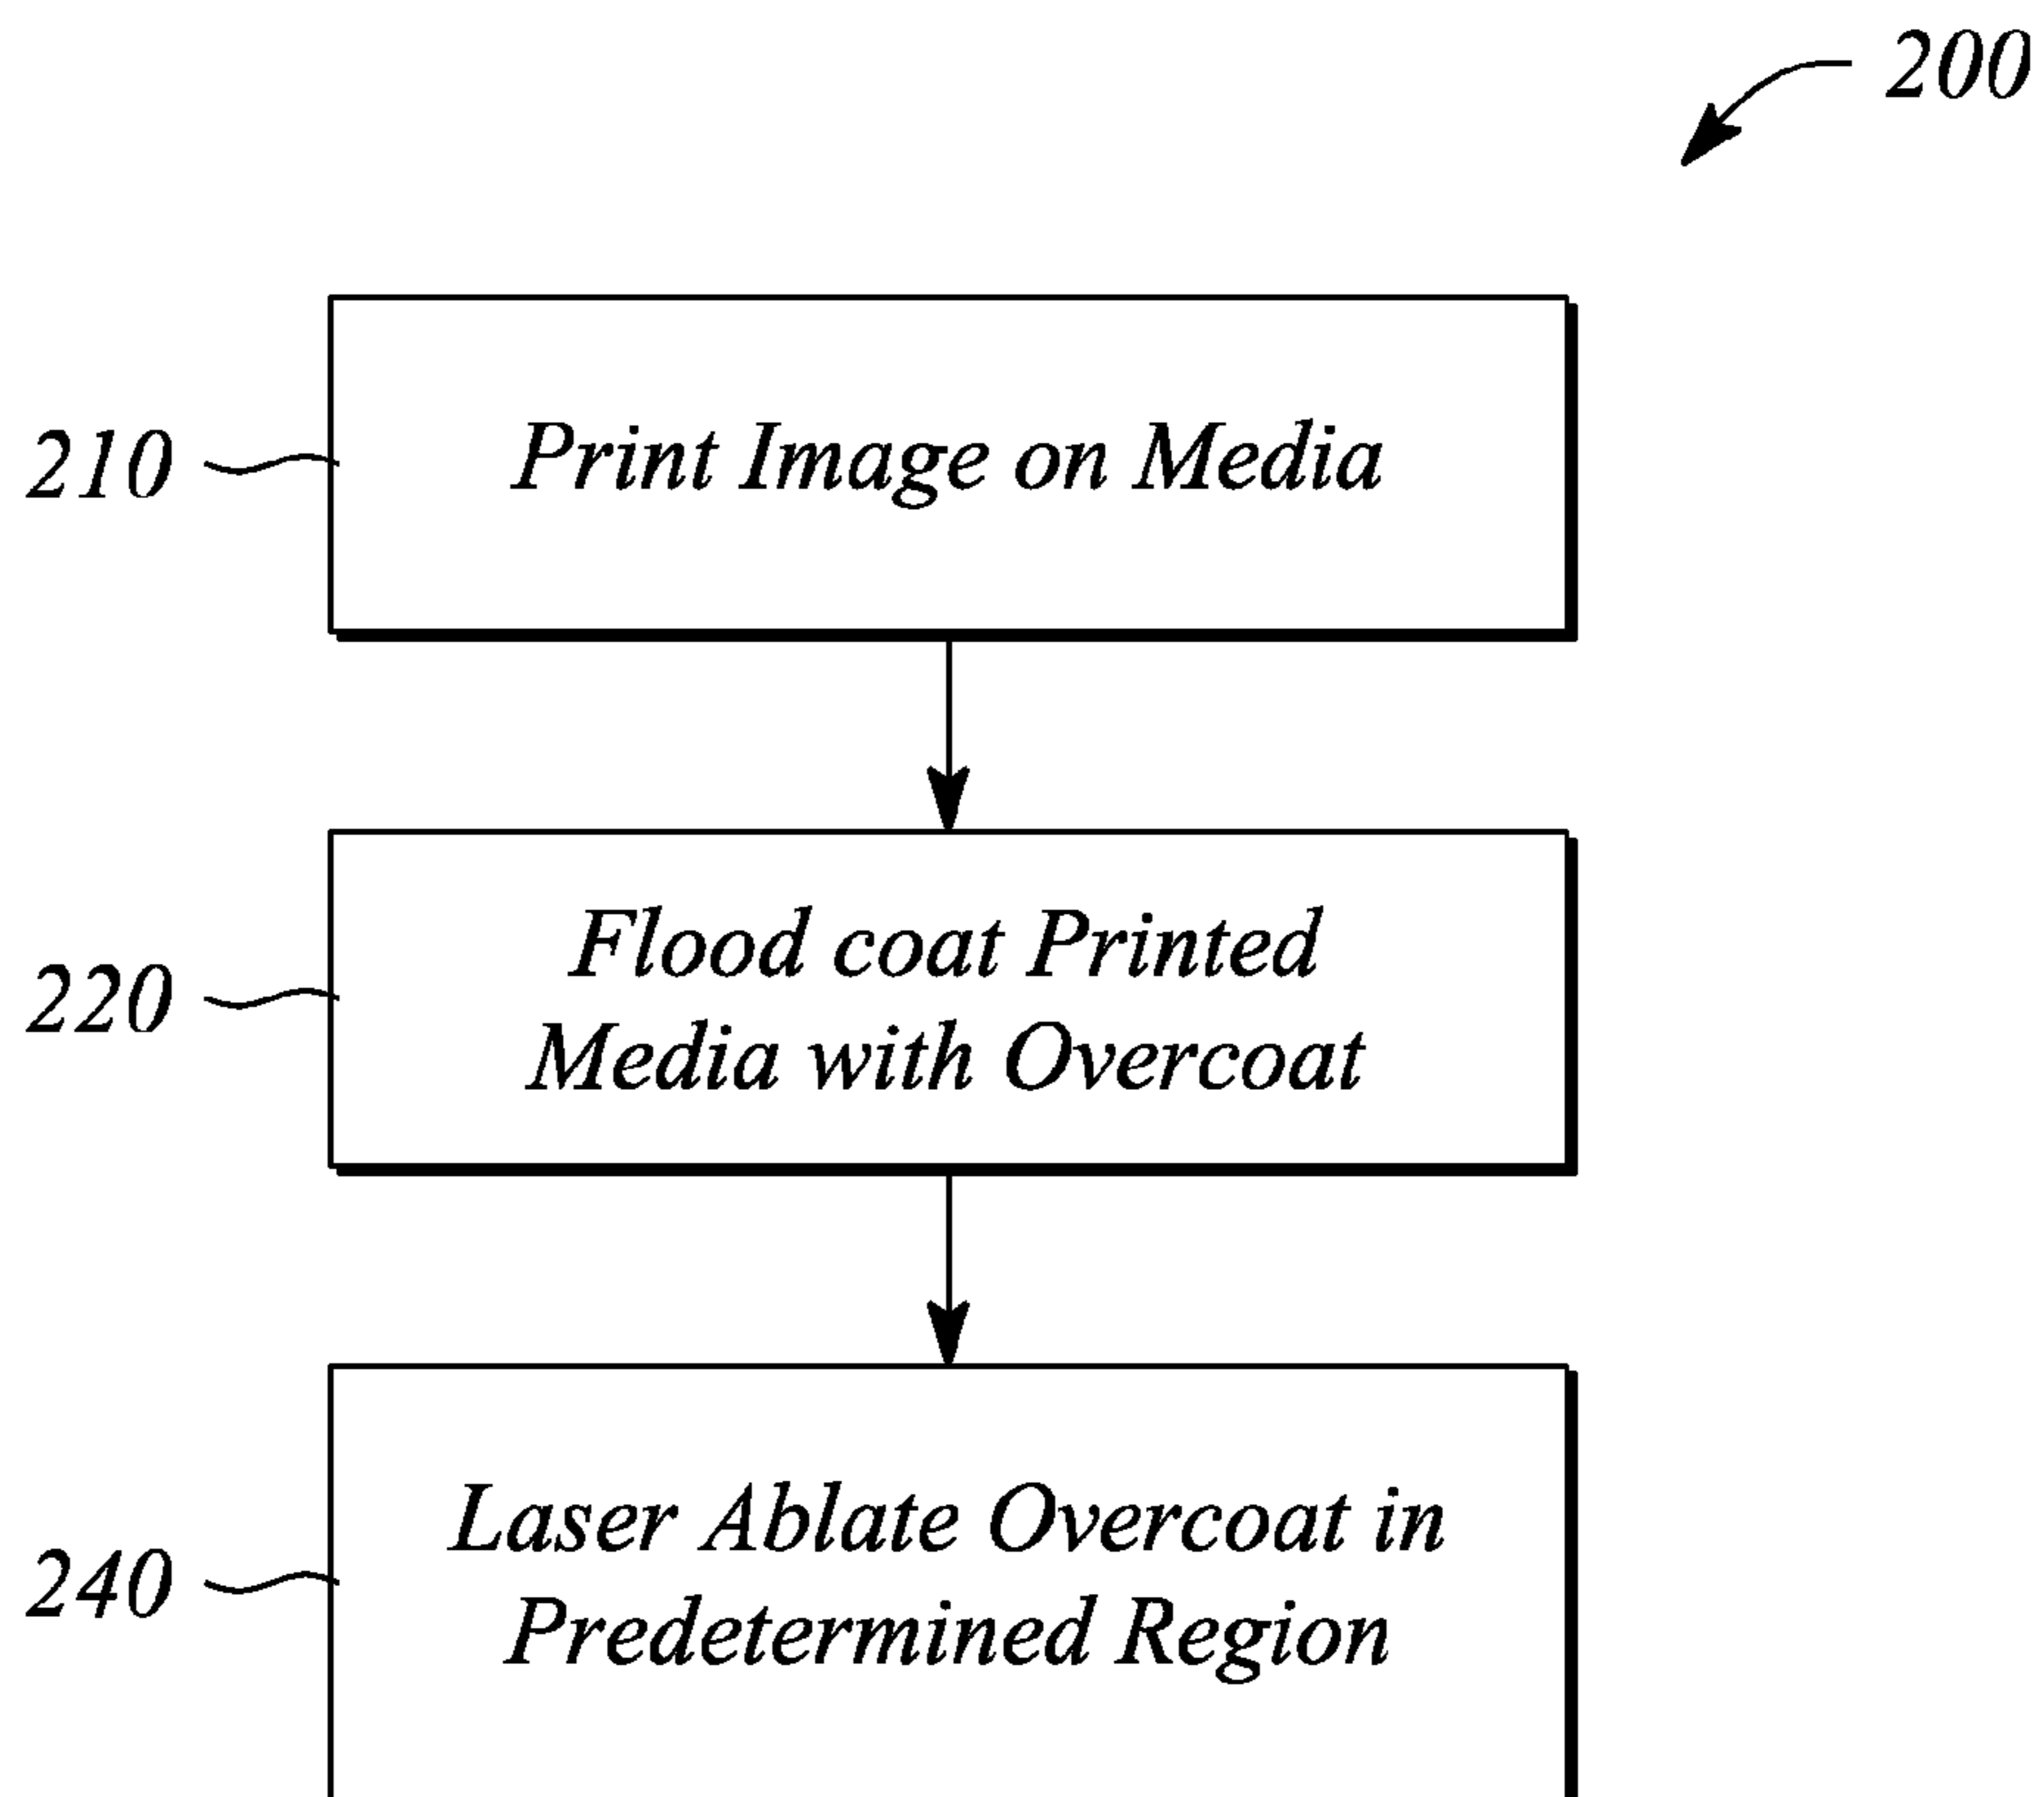 200
210
Print Image on Media
220
Flood coat Printed
Media with Overcoat
240
Laser Ablate Overcoat in
Predetermined Region